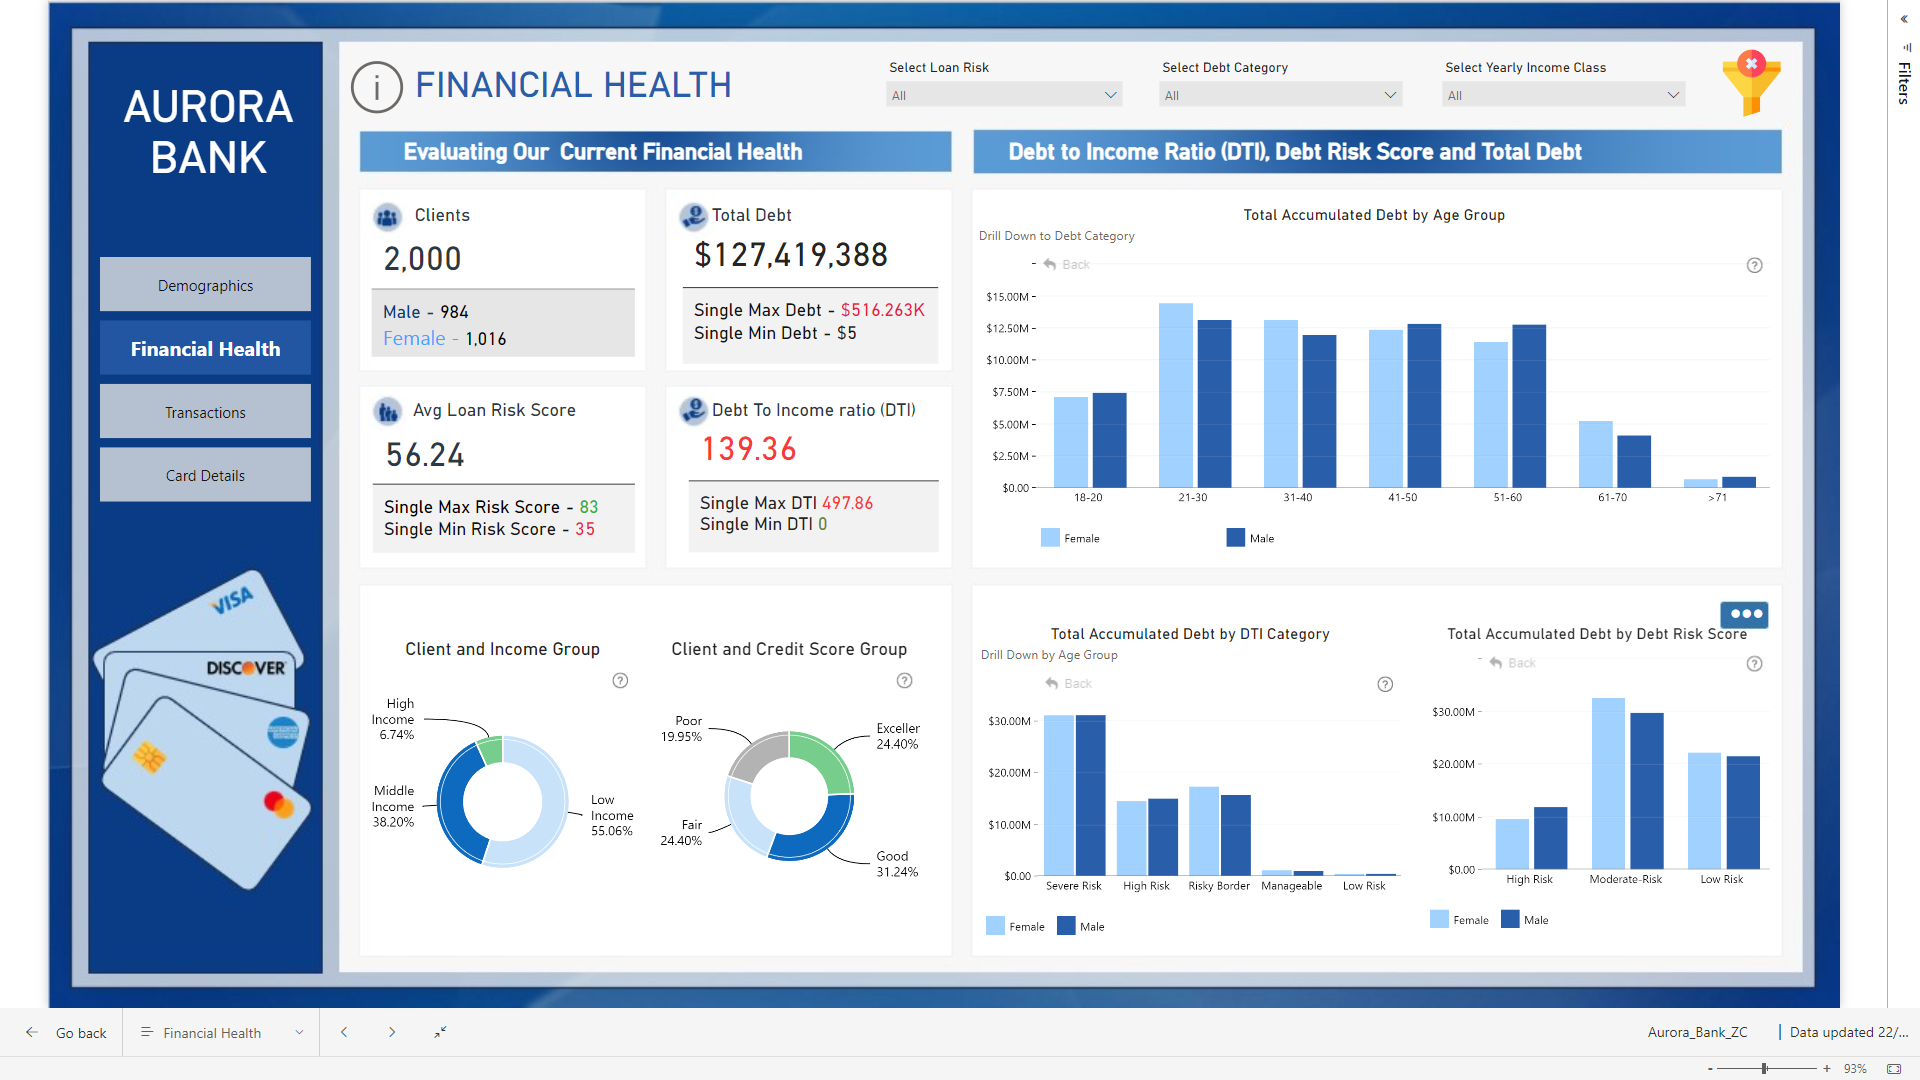 AURORA
BANK
Demographics
Financial Health
Transactions
Card Details
VISA
DISCOVER
i FINANCIAL HEALTH
Select Loan Risk
All
Select Debt Category
All
Select Yearly Income Class
All
Filters
Evaluating Our Current Financial Health
Clients
2,000
Male - 984
Female - 1,016
Total Debt
$127,419,388
Single Max Debt - $516.263K
Single Min Debt - $5
Avg Loan Risk Score
56.24
Single Max Risk Score - 83
Single Min Risk Score - 35
Debt To Income ratio (DTI)
139.36
Single Max DTI 497.86
Single Min DTI 0
Debt to Income Ratio (DTI), Debt Risk Score and Total Debt
Total Accumulated Debt by Age Group
Drill Down to Debt Category
Back
?
$15.00M
$12.50M
$10.00M
$7.50M
$5.00M
$2.50M
$0.00
18-20 21-30 31-40 41-50 51-60 61-70 >71
Female Male
Client and Income Group
?
High
Income
6.74%
Middle
Income
38.20%
Low
Income
55.06%
Client and Credit Score Group
?
Poor
19.95%
Exceller
24.40%
Fair
24.40%
Good
31.24%
Total Accumulated Debt by DTI Category
Drill Down by Age Group
Back
?
$30.00M
$20.00M
$10.00M
$0.00
Severe Risk High Risk Risky Border Manageable Low Risk
Female Male
Total Accumulated Debt by Debt Risk Score
Back
?
$30.00M
$20.00M
$10.00M
$0.00
High Risk Moderate-Risk Low Risk
Female Male
Go back
Financial Health
Aurora_Bank_ZC | Data updated 22/...
- + 93%